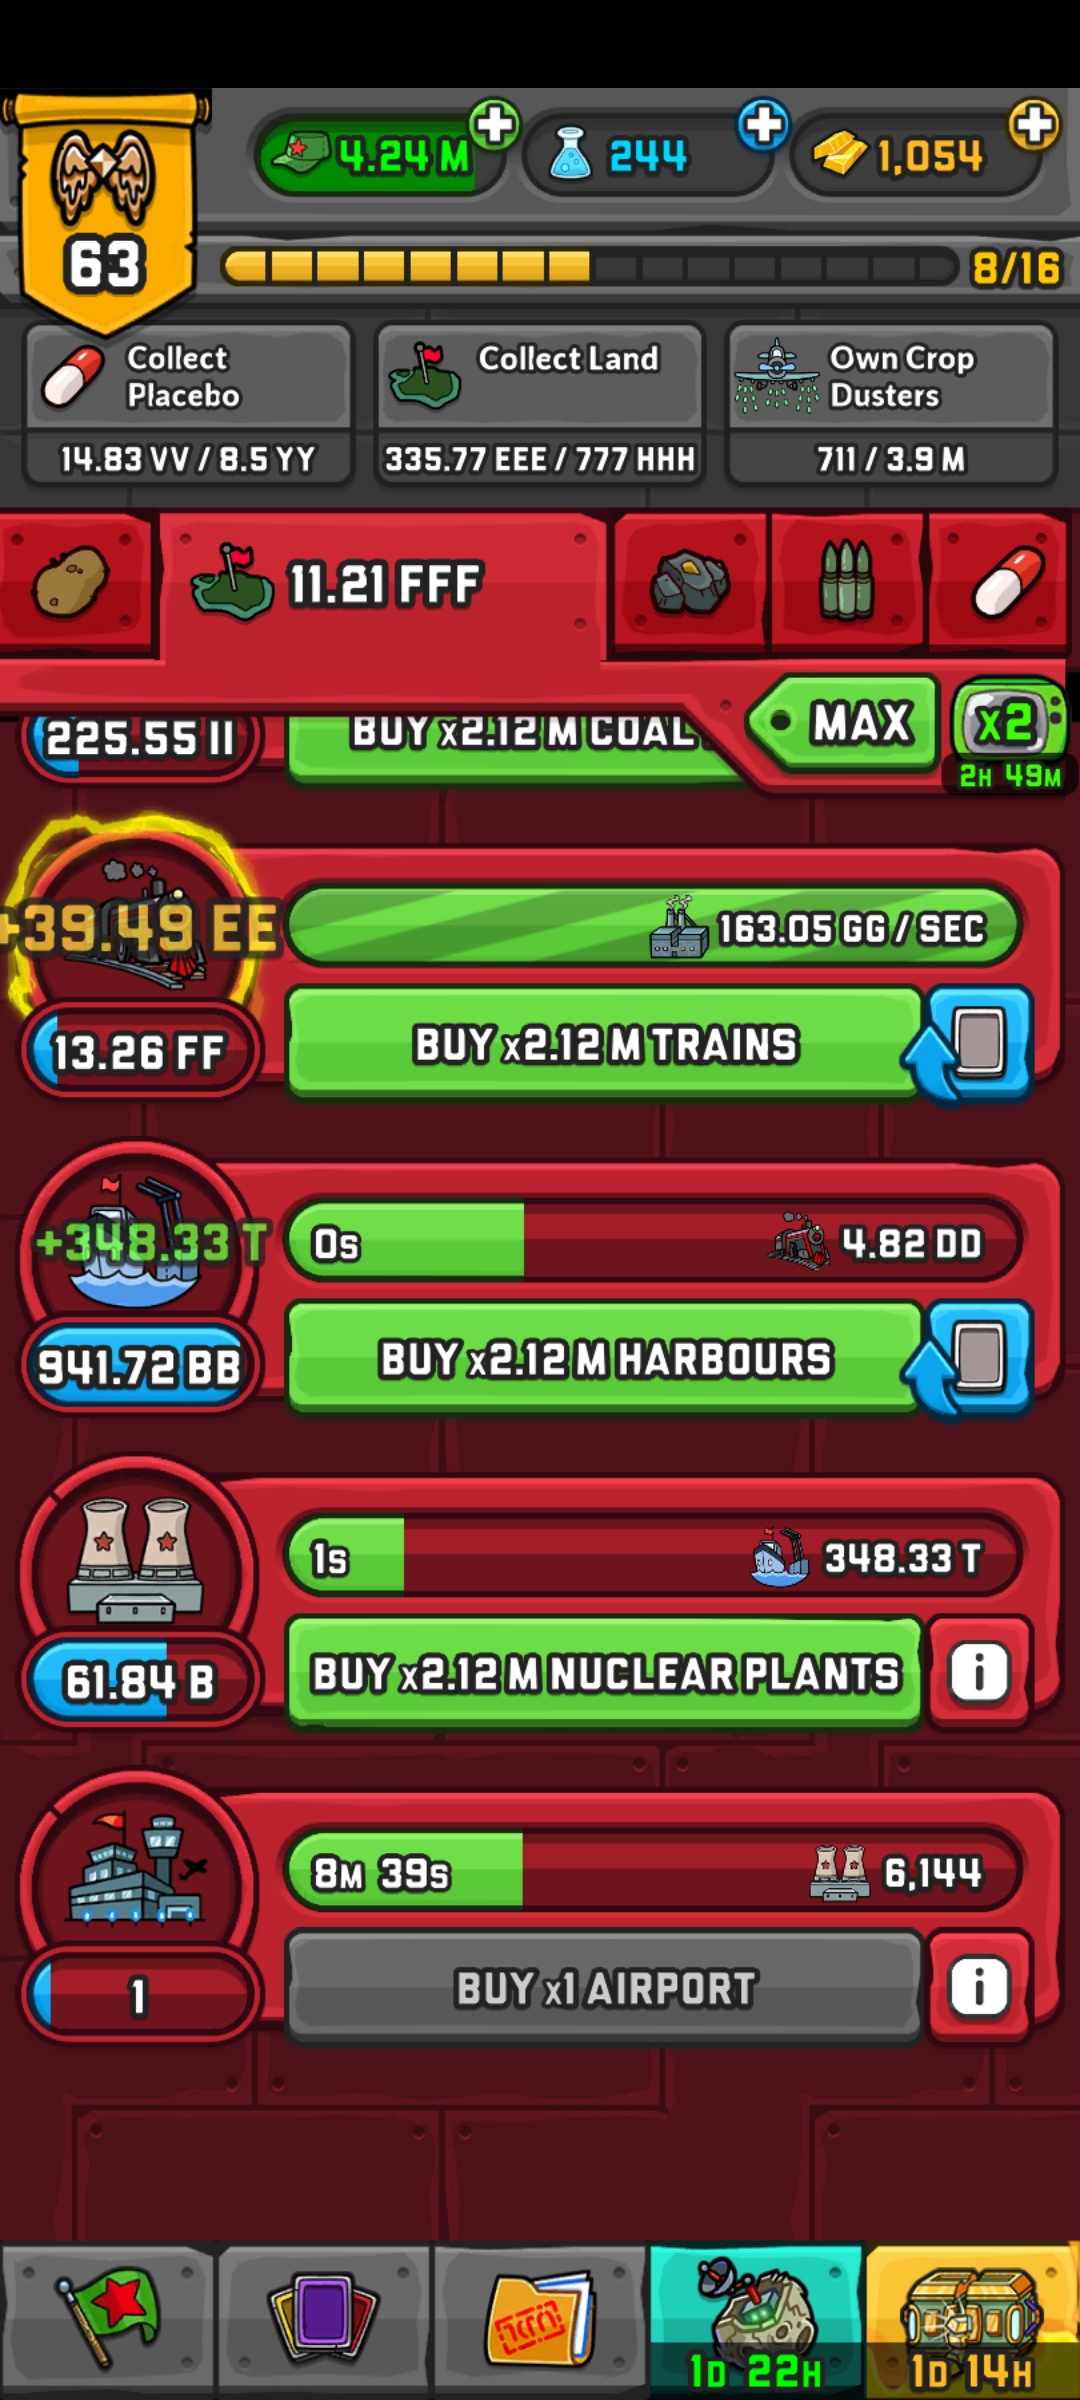 4.24 M
244
1,054
63
8/16
Collect
Placebo
14.83 VV / 8.5 YY
Collect Land
335.77 EEE / 777 HHH
Own Crop
Dusters
711 / 3.9 M
11.21 FFF
MAX
x2
2H 49M
225.55 II
BUY x2.12 M COAL
+39.49 EE
163.05 GG / SEC
13.26 FF
BUY x2.12 M TRAINS
+348.33 T
0s
4.82 DD
941.72 BB
BUY x2.12 M HARBOURS
1s
348.33 T
61.84 B
BUY x2.12 M NUCLEAR PLANTS
i
8M 39s
6,144
1
BUY x1 AIRPORT
i
1D 22H
1D 14H